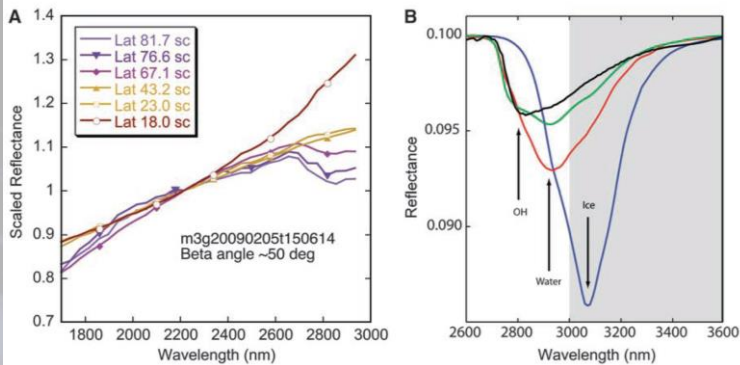 A
1.4
1.3
1.2
1.1
1
0.9
0.8
0.7
Scaled Reflectance
Lat 81.7 sc
Lat 76.6 sc
Lat 67.1 sc
Lat 43.2 sc
Lat 23.0 sc
Lat 18.0 sc
m3g20090205t150614
Beta angle ~50 deg
1800 2000 2200 2400 2600 2800 3000
Wavelength (nm)
B
0.100
0.095
0.090
Reflectance
OH
Water
Ice
2600 2800 3000 3200 3400 3600
Wavelength (nm)